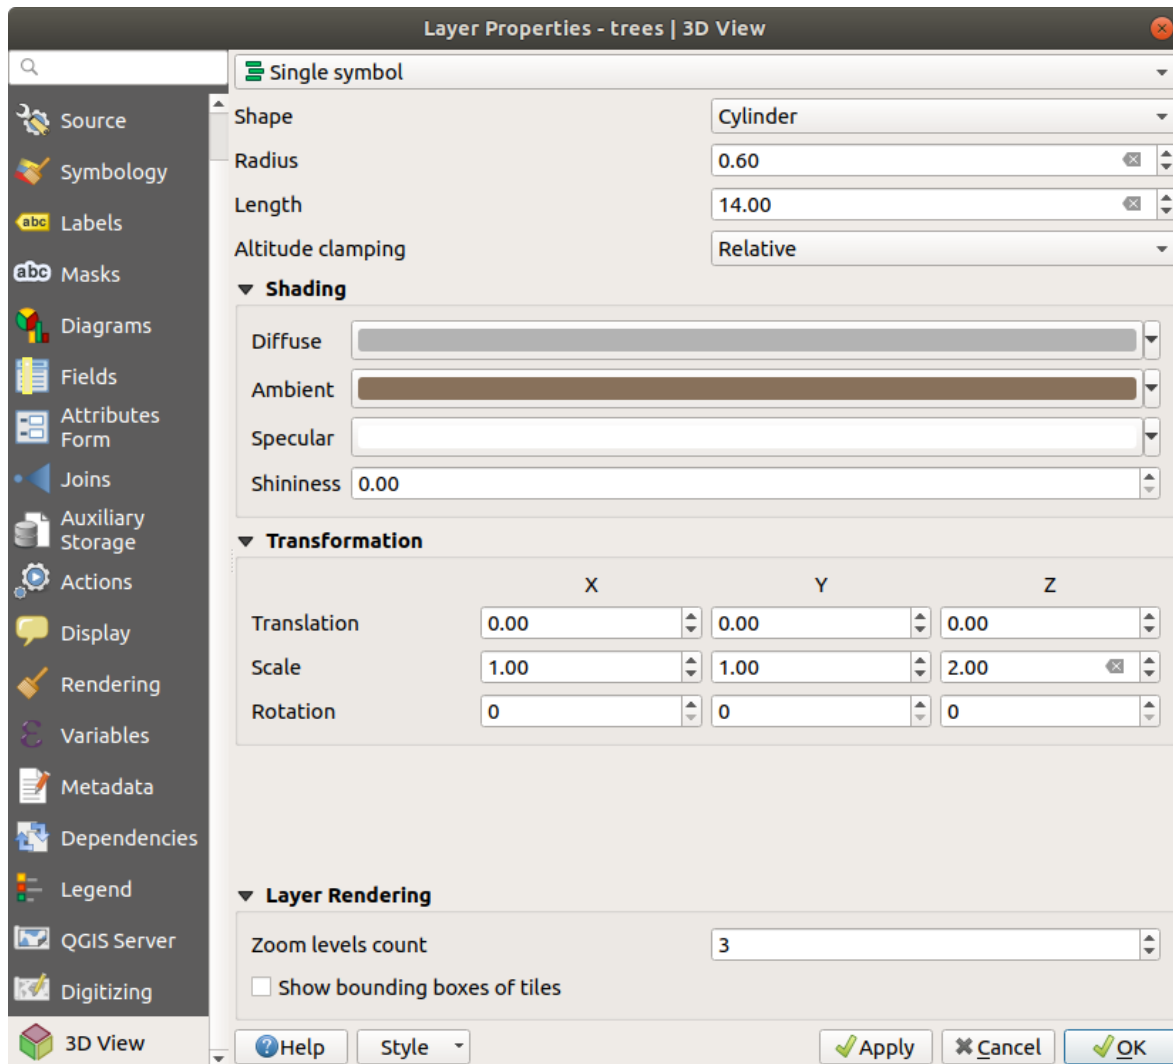 Layer Properties - trees | 3D View
Source
Symbology
abc Labels
abc Masks
Diagrams
Fields
Attributes
Form
Joins
Auxiliary
Storage
Actions
Display
Rendering
Variables
Metadata
Dependencies
Legend
QGIS Server
Digitizing
3D View
Single symbol
Shape Cylinder
Radius 0.60
Length 14.00
Altitude clamping Relative
Shading
Diffuse
Ambient
Specular
Shininess 0.00
Transformation
X Y Z
Translation 0.00 0.00 0.00
Scale 1.00 1.00 2.00
Rotation 0 0 0
Layer Rendering
Zoom levels count 3
Show bounding boxes of tiles
Help Style Apply Cancel OK